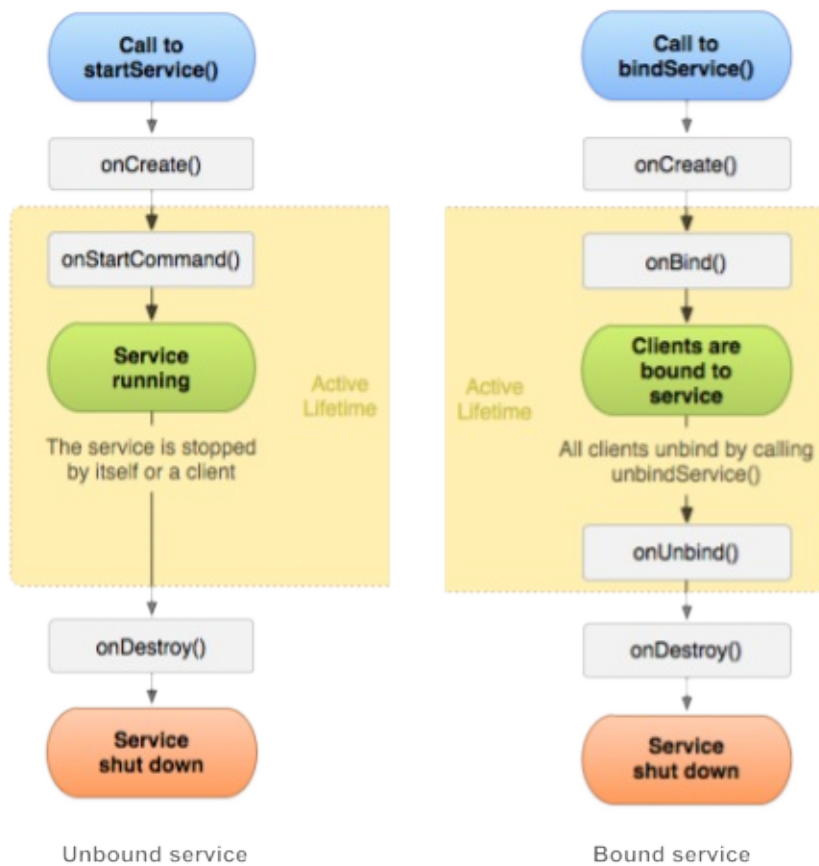 Call to
startService()
onCreate()
onStartCommand()
Service
running
Active
Lifetime
The service is stopped
by itself or a client
onDestroy()
Service
shut down
Unbound service
Call to
bindService()
onCreate()
onBind()
Clients are
bound to
service
Active
Lifetime
All clients unbind by calling
unbindService()
onUnbind()
onDestroy()
Service
shut down
Bound service